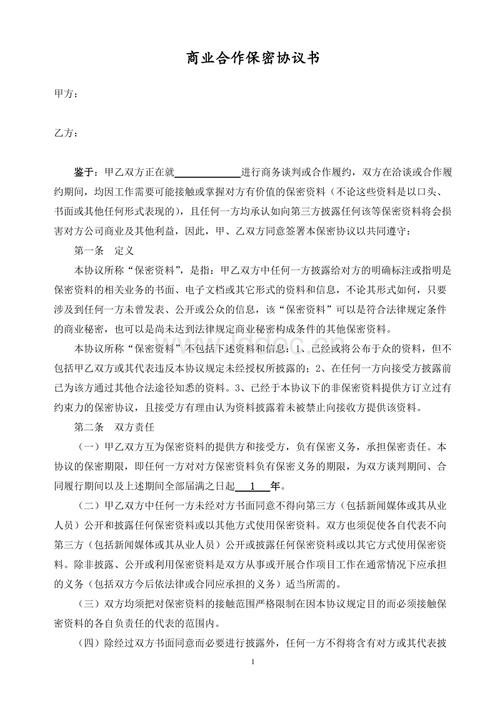 商业合作保密协议书
甲方：
乙方：
鉴于：甲乙双方正在就____________进行商务谈判或合作履约，双方在洽谈或合作履
约期间，均因工作需要可能接触或掌握对方有价值的保密资料（不论这些资料是以口头、
书面或其他任何形式表现的），且任何一方均承认如向第三方披露任何该等保密资料将会损
害对方公司商业及其他利益，因此，甲、乙双方同意签署本保密协议以共同遵守：
第一条 定义
本协议所称“保密资料”，是指：甲乙双方中任何一方披露给对方的明确标注或指明是
保密资料的相关业务的书面、电子文档或其它形式的资料和信息，不论其形式如何，只要
涉及到任何一方未曾发表、公开或公众的信息，该“保密资料”可以是符合法律规定条件
的商业秘密，也可以是尚未达到法律规定商业秘密构成条件的其他保密资料。
本协议所称“保密资料”不包括下述资料和信息：1、已经或将公布于众的资料，但不
包括甲乙双方或其代表违反本协议规定未经授权所披露的；2、在任何一方向接受方披露前
已为该方通过其他合法途径知悉的资料。3、已经于本协议下的非保密资料提供方订立过有
约束力的保密协议，且接受方有理由认为资料披露着未被禁止向接收方提供该资料。
第二条 双方责任
（一）甲乙双方互为保密资料的提供方和接受方，负有保密义务，承担保密责任。本
协议的保密期限，即任何一方对对方保密资料负有保密义务的期限，为双方谈判期间、合
同履行期间以及上述期间全部届满之日起 1 年。
（二）甲乙双方中任何一方未经对方书面同意不得向第三方（包括新闻媒体或其从业
人员）公开和披露任何保密资料或以其他方式使用保密资料。双方也须促使各自代表不向
第三方（包括新闻媒体或其从业人员）公开或披露任何保密资料或以其它方式使用保密资
料。除非披露、公开或利用保密资料是双方从事或开展合作项目工作在通常情况下应承担
的义务（包括双方今后依法律或合同应承担的义务）适当所需的。
（三）双方均须把对保密资料的接触范围严格限制在因本协议规定目的而必须接触保
密资料的各自负责任的代表的范围内。
（四）除经过双方书面同意而必要进行披露外，任何一方不得将含有对方或其代表披
1